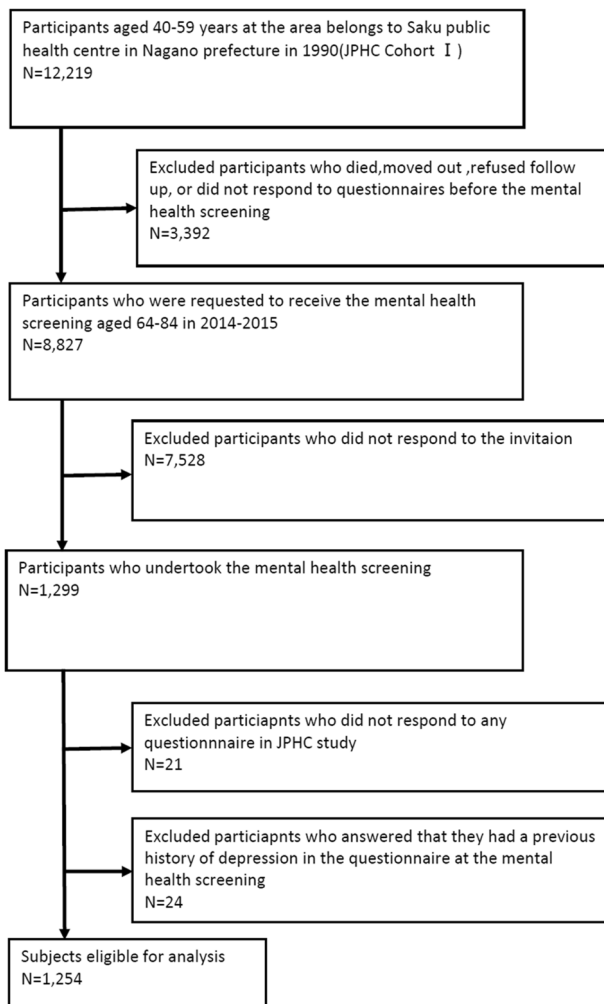 Participants aged 40-59 years at the area belongs to Saku public
health centre in Nagano prefecture in 1990(JPHC Cohort Ⅰ)
N=12,219
Excluded participants who died,moved out ,refused follow
up, or did not respond to questionnaires before the mental
health screening
N=3,392
Participants who were requested to receive the mental health
screening aged 64-84 in 2014-2015
N=8,827
Excluded participants who did not respond to the invitaion
N=7,528
Participants who undertook the mental health screening
N=1,299
Excluded particiapnts who did not respond to any
questionnnaire in JPHC study
N=21
Excluded particiapnts who answered that they had a previous
history of depression in the questionnaire at the mental
health screening
N=24
Subjects eligible for analysis
N=1,254